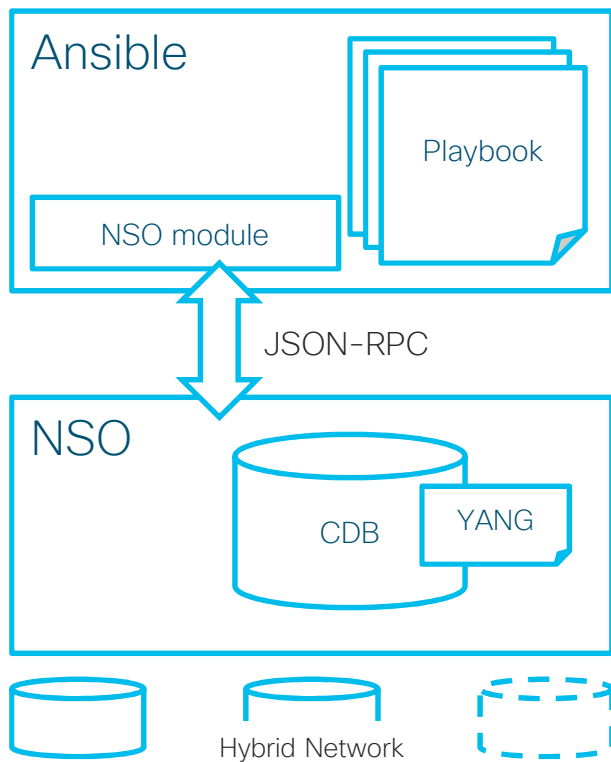 Ansible
Playbook
NSO module
JSON-RPC
NSO
CDB
YANG
Hybrid Network